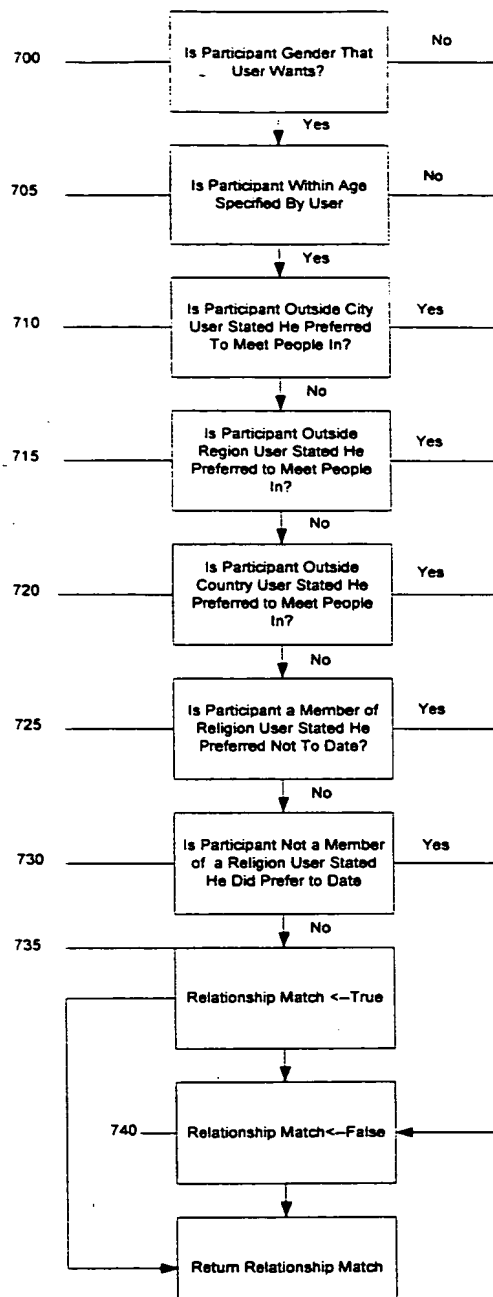 700
Is Participant Gender That
User Wants?
No
Yes
705
Is Participant Within Age
Specified By User
No
Yes
710
Is Participant Outside City
User Stated He Preferred
To Meet People In?
Yes
No
715
Is Participant Outside
Region User Stated He
Preferred to Meet People
In?
Yes
No
720
Is Participant Outside
Country User Stated He
Preferred to Meet People
In?
Yes
No
725
Is Participant a Member of
Religion User Stated He
Preferred Not To Date?
Yes
No
730
Is Participant Not a Member
of a Religion User Stated
He Did Prefer to Date
Yes
No
735
Relationship Match <--True
740
Relationship Match<--False
Return Relationship Match